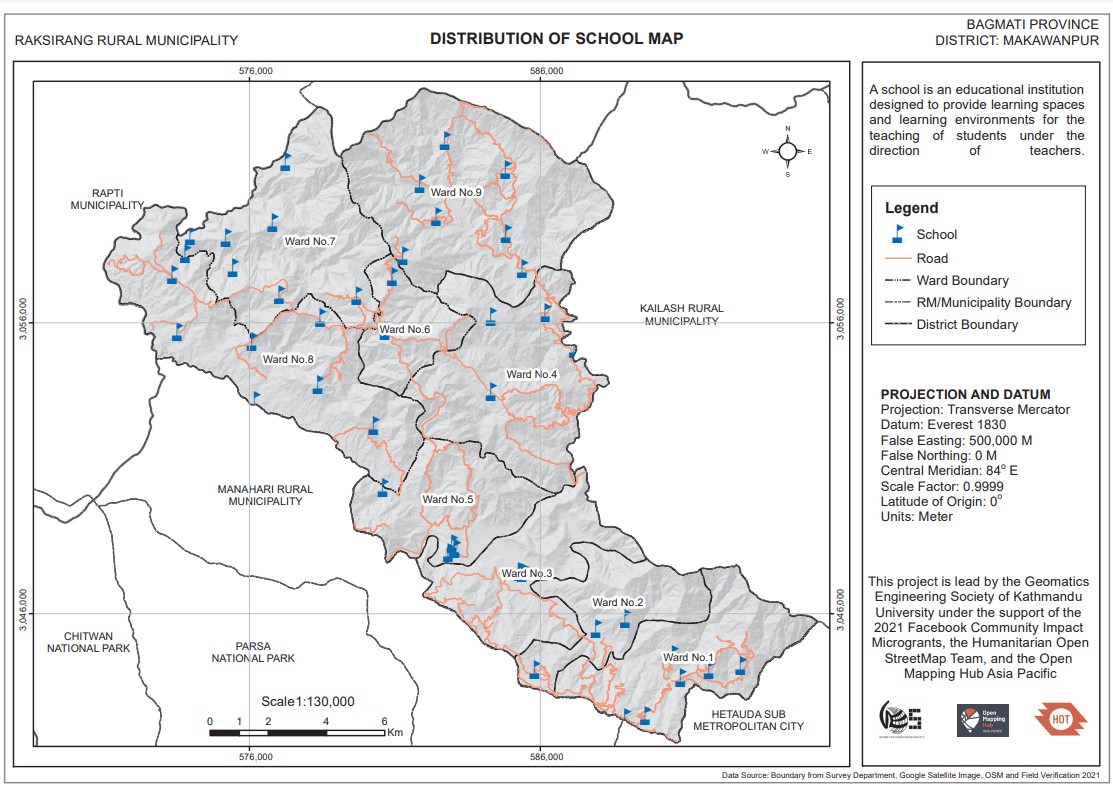 RAKSIRANG RURAL MUNICIPALITY
DISTRIBUTION OF SCHOOL MAP
BAGMATI PROVINCE
DISTRICT: MAKAWANPUR
576,000
586,000
N
W
E
S
RAPTI
MUNICIPALITY
Ward No.9
Ward No.7
3,056,000
3,056,000
KAILASH RURAL
MUNICIPALITY
Ward No.6
Ward No.8
Ward No.4
MANAHARI RURAL
MUNICIPALITY
Ward No.5
Ward No.3
Ward No.2
3,046,000
3,046,000
CHITWAN
NATIONAL PARK
PARSA
NATIONAL PARK
Ward No.1
Scale1:130,000
0 1 2 4 6
Km
HETAUDA SUB
METROPOLITAN CITY
576,000
586,000
A school is an educational institution
designed to provide learning spaces
and learning environments for the
teaching of students under the
direction of teachers.
Legend
School
Road
Ward Boundary
RM/Municipality Boundary
District Boundary
PROJECTION AND DATUM
Projection: Transverse Mercator
Datum: Everest 1830
False Easting: 500,000 M
False Northing: 0 M
Central Meridian: 84° E
Scale Factor: 0.9999
Latitude of Origin: 0°
Units: Meter
This project is lead by the Geomatics
Engineering Society of Kathmandu
University under the support of the
2021 Facebook Community Impact
Microgrants, the Humanitarian Open
StreetMap Team, and the Open
Mapping Hub Asia Pacific
Open
Mapping
Hub
ASIA PACIFIC
HOT
Data Source: Boundary from Survey Department, Google Satellite Image, OSM and Field Verification 2021